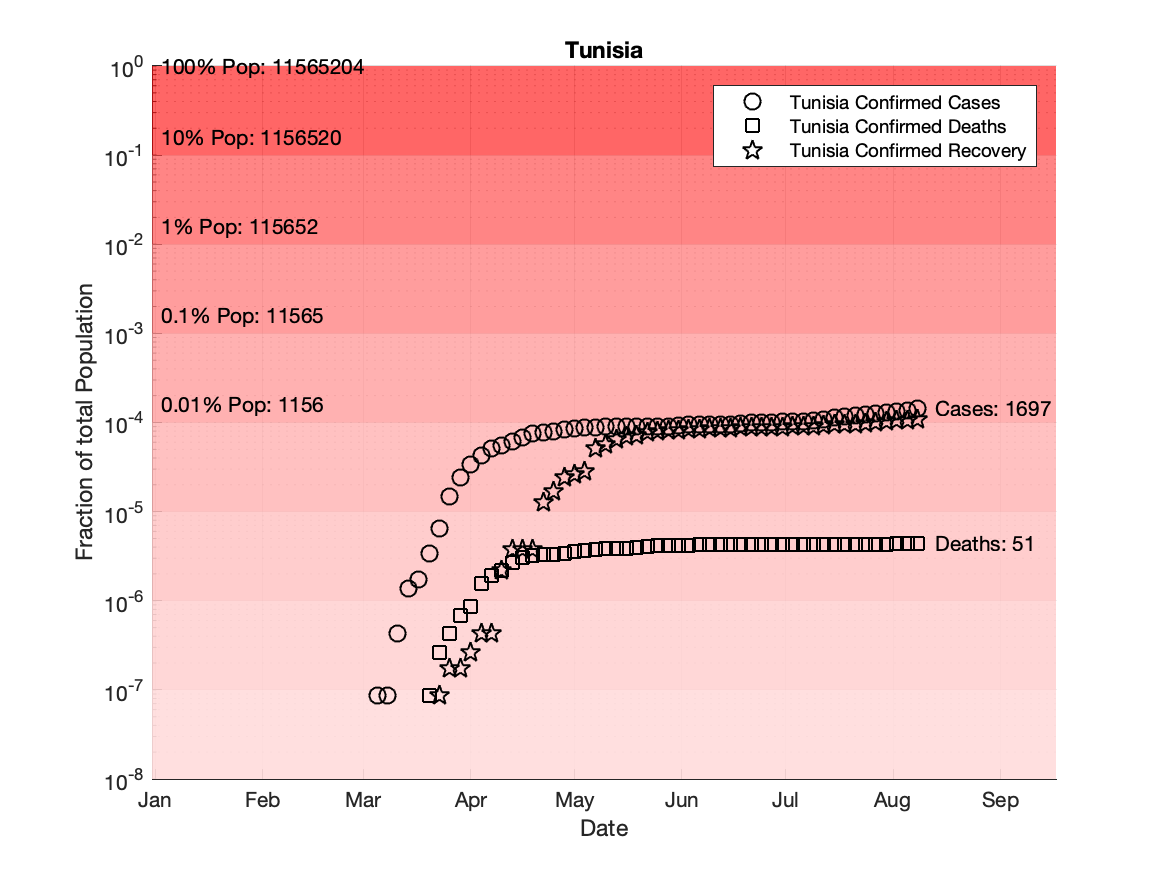 Tunisia
10^0
100% Pop: 11565204
Tunisia Confirmed Cases
Tunisia Confirmed Deaths
Tunisia Confirmed Recovery
10% Pop: 1156520
10^-1
1% Pop: 115652
10^-2
0.1% Pop: 11565
10^-3
0.01% Pop: 1156
10^-4
Cases: 1697
10^-5
Deaths: 51
10^-6
10^-7
10^-8
Fraction of total Population
Jan Feb Mar Apr May Jun Jul Aug Sep
Date